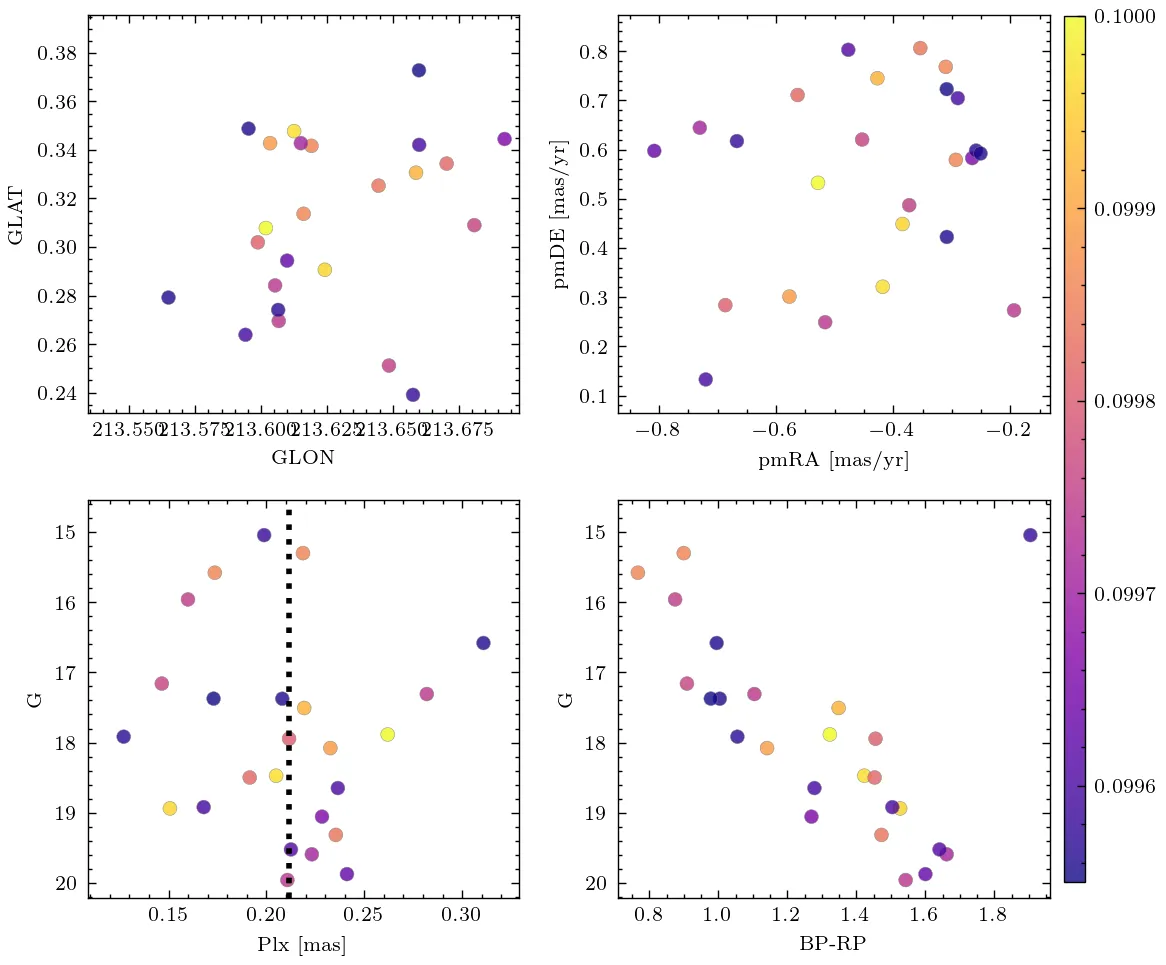 0.38
0.36
0.34
0.32
0.30
0.28
0.26
0.24
GLAT
213.550 213.575 213.600 213.625 213.650 213.675
GLON
0.8
0.7
0.6
0.5
0.4
0.3
0.2
0.1
pmDE [mas/yr]
−0.8 −0.6 −0.4 −0.2
pmRA [mas/yr]
0.1000
0.0999
0.0998
0.0997
0.0996
15
16
17
18
19
20
G
0.15 0.20 0.25 0.30
Plx [mas]
15
16
17
18
19
20
G
0.8 1.0 1.2 1.4 1.6 1.8
BP-RP